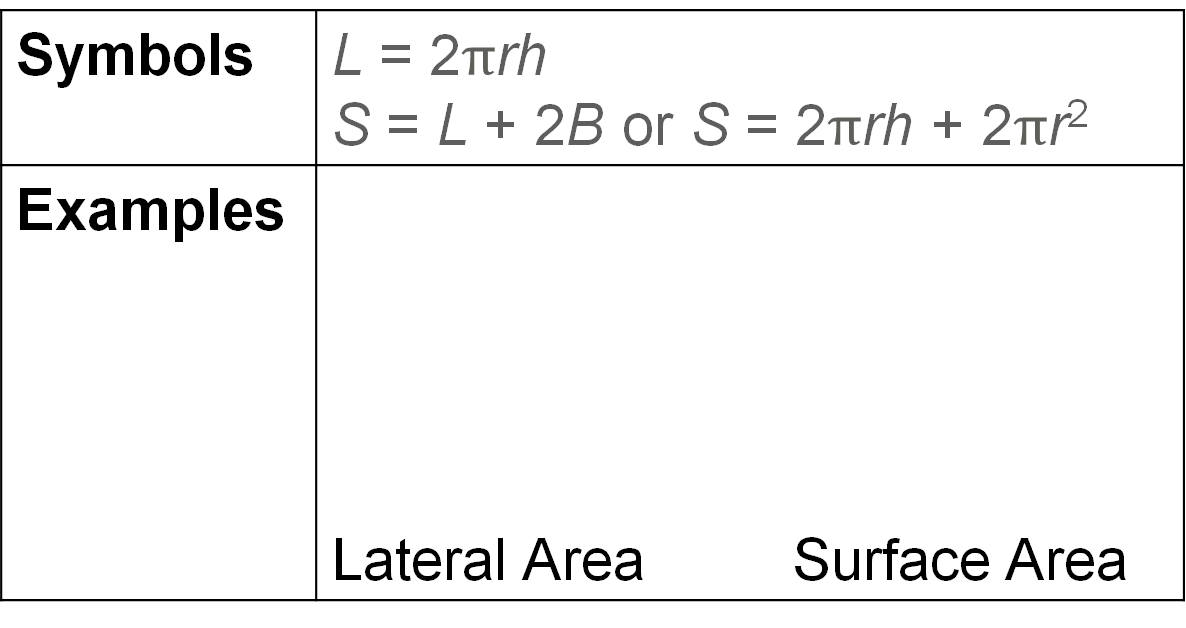 Symbols
L = 2πrh
S = L + 2B or S = 2πrh + 2πr²
Examples
Lateral Area
Surface Area